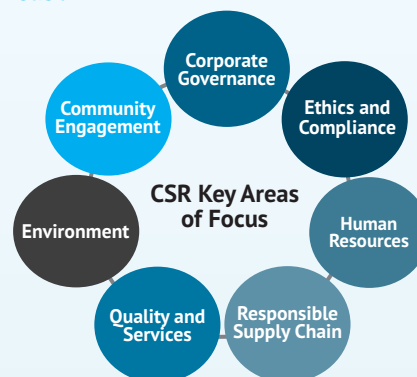 Corporate
Governance
Ethics and
Compliance
Human
Resources
Responsible
Supply Chain
Quality and
Services
Environment
Community
Engagement
CSR Key Areas
of Focus